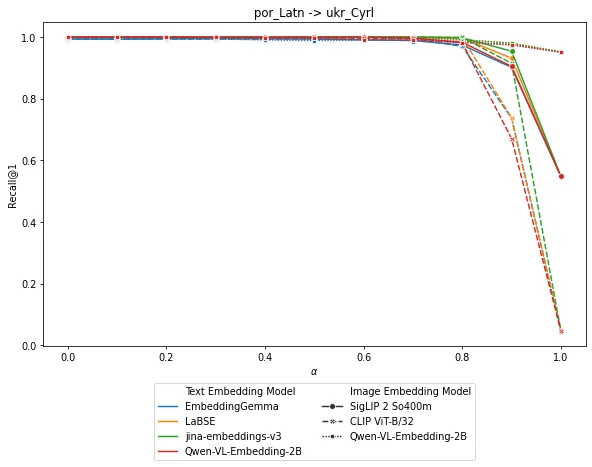 por_Latn -> ukr_Cyrl
Recall@1
1.0
0.8
0.6
0.4
0.2
0.0
0.0 0.2 0.4 0.6 0.8 1.0
α
Text Embedding Model
EmbeddingGemma
LaBSE
jina-embeddings-v3
Qwen-VL-Embedding-2B
Image Embedding Model
SigLIP 2 So400m
CLIP ViT-B/32
Qwen-VL-Embedding-2B